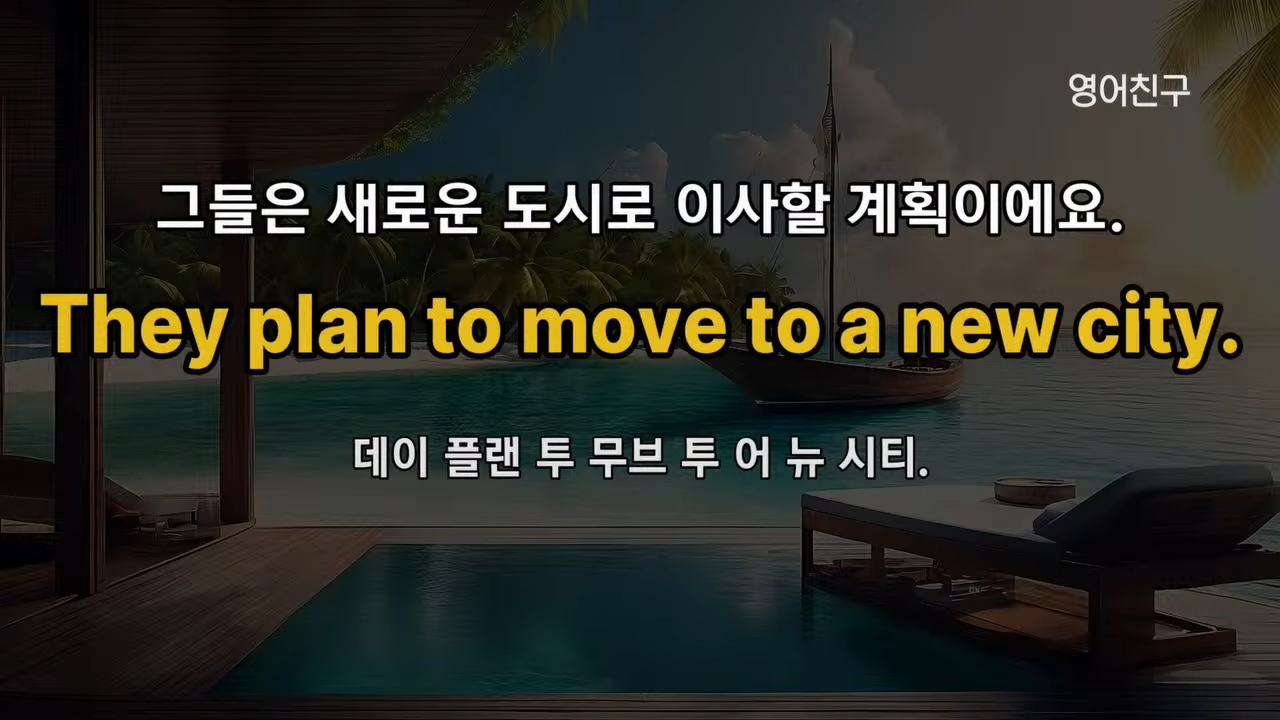 영어친구
그들은 새로운 도시로 이사할 계획이에요.
They plan to move to a new city.
데이 플랜 투 무브 투 어 뉴 시티.